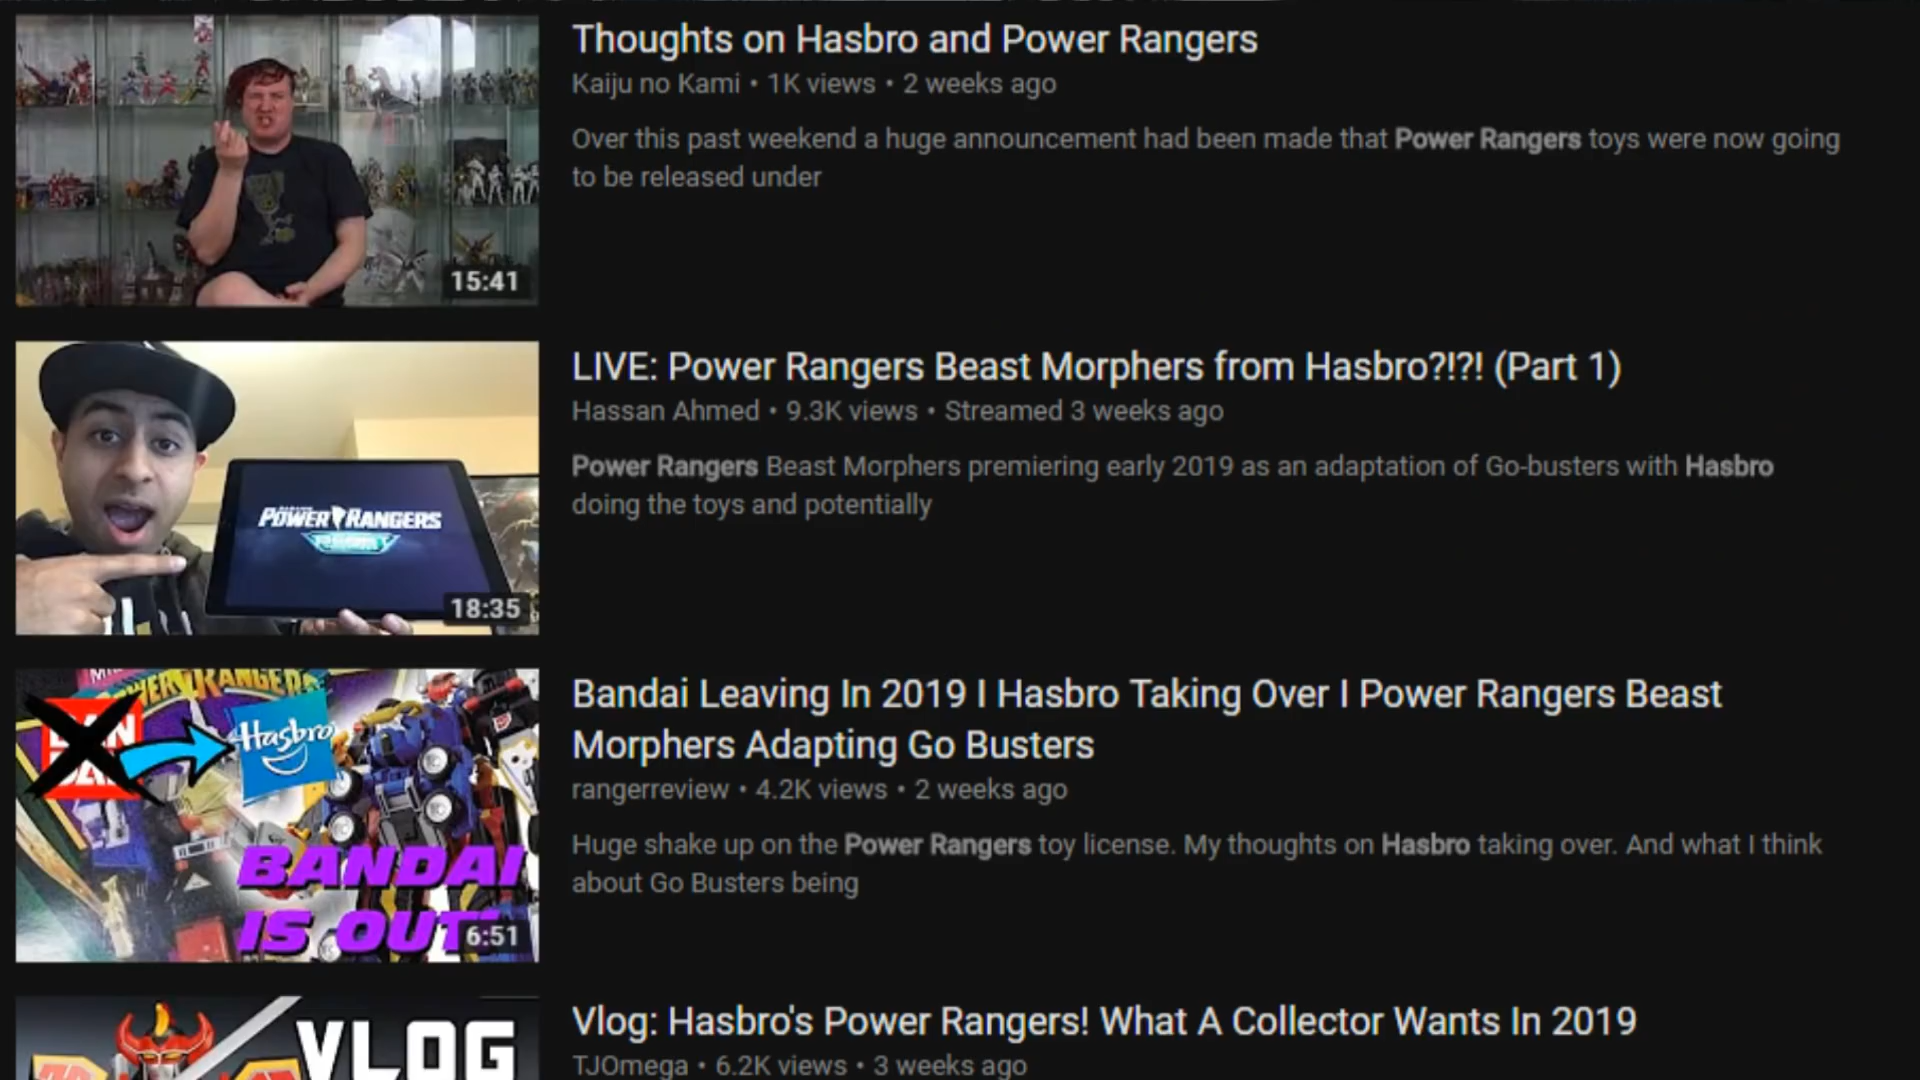 Thoughts on Hasbro and Power Rangers
Kaiju no Kami • 1K views • 2 weeks ago
Over this past weekend a huge announcement had been made that Power Rangers toys were now going
to be released under
15:41
LIVE: Power Rangers Beast Morphers from Hasbro?!?! (Part 1)
Hassan Ahmed • 9.3K views • Streamed 3 weeks ago
Power Rangers Beast Morphers premiering early 2019 as an adaptation of Go-busters with Hasbro
doing the toys and potentially
POWER RANGERS
18:35
Bandai Leaving In 2019 I Hasbro Taking Over I Power Rangers Beast
Morphers Adapting Go Busters
rangerreview • 4.2K views • 2 weeks ago
Huge shake up on the Power Rangers toy license. My thoughts on Hasbro taking over. And what I think
about Go Busters being
Hasbro
BANDAI
IS OUT
6:51
Vlog: Hasbro's Power Rangers! What A Collector Wants In 2019
TJOmega • 6.2K views • 3 weeks ago
VLOG